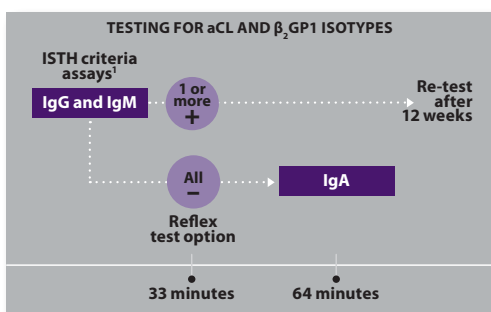 TESTING FOR aCL AND β₂GP1 ISOTYPES
ISTH criteria
assays¹
IgG and IgM
1 or
more
+
Re-test
after
12 weeks
All
–
IgA
Reflex
test option
33 minutes
64 minutes